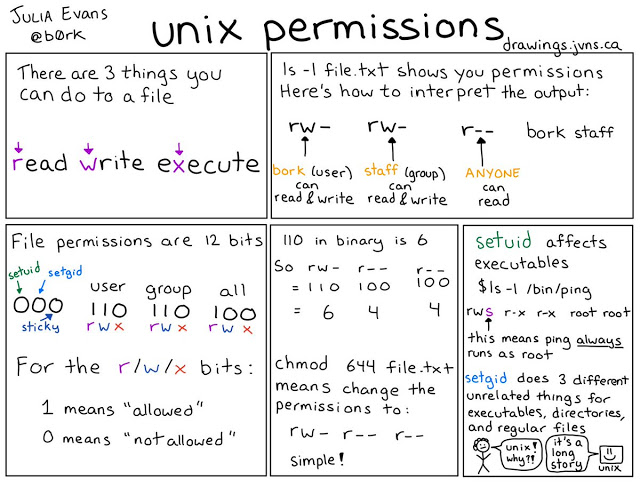 JULIA EVANS
@b0rk
unix permissions
drawings.jvns.ca
There are 3 things you
can do to a file
read write execute
ls -l file.txt shows you permissions
Here's how to interpret the output:
rw- rw- r-- bork staff
bork (user) staff (group) ANYONE
can can can
read & write read & write read
File permissions are 12 bits
setuid setgid
user group all
000 110 110 100
sticky rwx rwx rwx
For the r/w/x bits:
1 means "allowed"
0 means "not allowed"
110 in binary is 6
So rw- r-- r--
= 110 100 100
= 6 4 4
chmod 644 file.txt
means change the
permissions to:
rw- r-- r--
simple!
setuid affects
executables
$ls -l /bin/ping
rws r-x r-x root root
this means ping always
runs as root
setgid does 3 different
unrelated things for
executables, directories,
and regular files
unix!
why??
it's a
long
story
unix